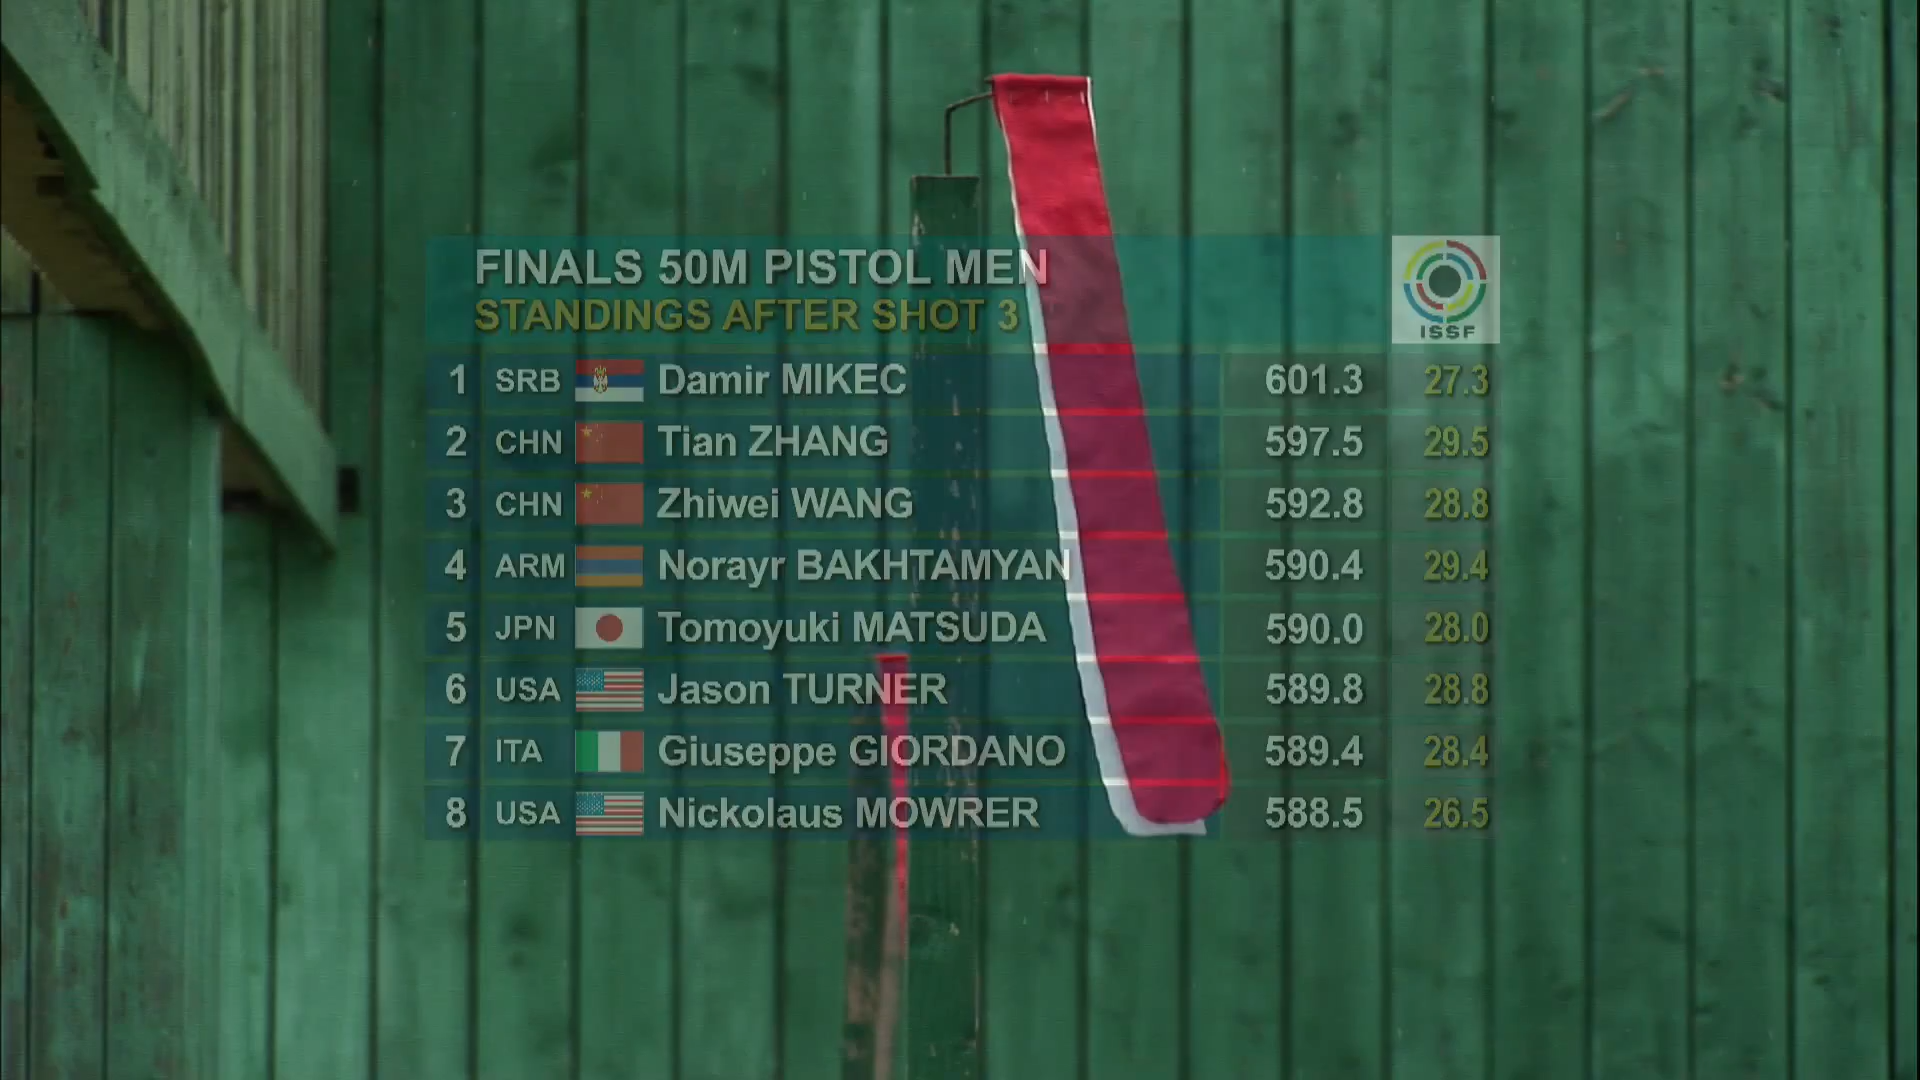 FINALS 50M PISTOL MEN
STANDINGS AFTER SHOT 3
ISSF
1 SRB Damir MIKEC 601.3 27.3
2 CHN Tian ZHANG 597.5 29.5
3 CHN Zhiwei WANG 592.8 28.8
4 ARM Norayr BAKHTAMYAN 590.4 29.4
5 JPN Tomoyuki MATSUDA 590.0 28.0
6 USA Jason TURNER 589.8 28.8
7 ITA Giuseppe GIORDANO 589.4 28.4
8 USA Nickolaus MOWRER 588.5 26.5